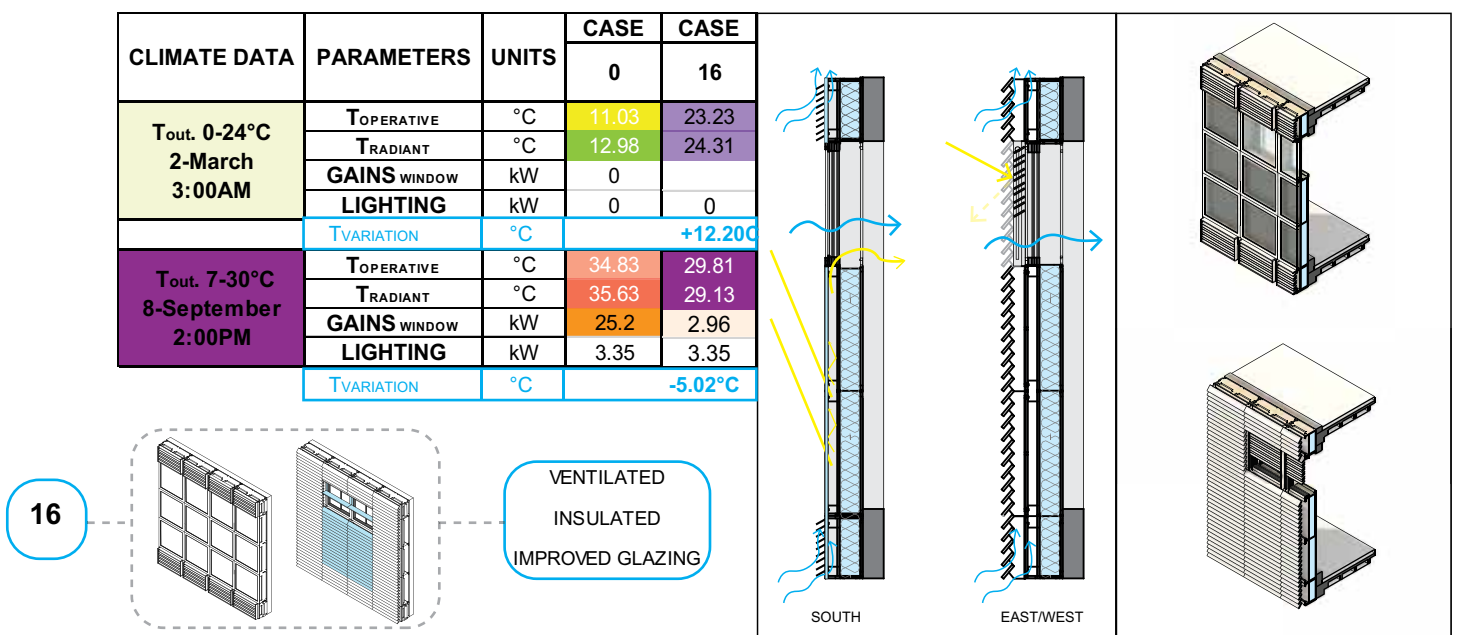 CLIMATE DATA PARAMETERS UNITS CASE CASE
0 16
Tout. 0-24°C
2-March
3:00AM
TOPERATIVE °C 11.03 23.23
TRADIANT °C 12.98 24.31
GAINS WINDOW kW 0
LIGHTING kW 0 0
TVARIATION °C +12.20C
Tout. 7-30°C
8-September
2:00PM
TOPERATIVE °C 34.83 29.81
TRADIANT °C 35.63 29.13
GAINS WINDOW kW 25.2 2.96
LIGHTING kW 3.35 3.35
TVARIATION °C -5.02°C
16
VENTILATED
INSULATED
IMPROVED GLAZING
SOUTH
EAST/WEST